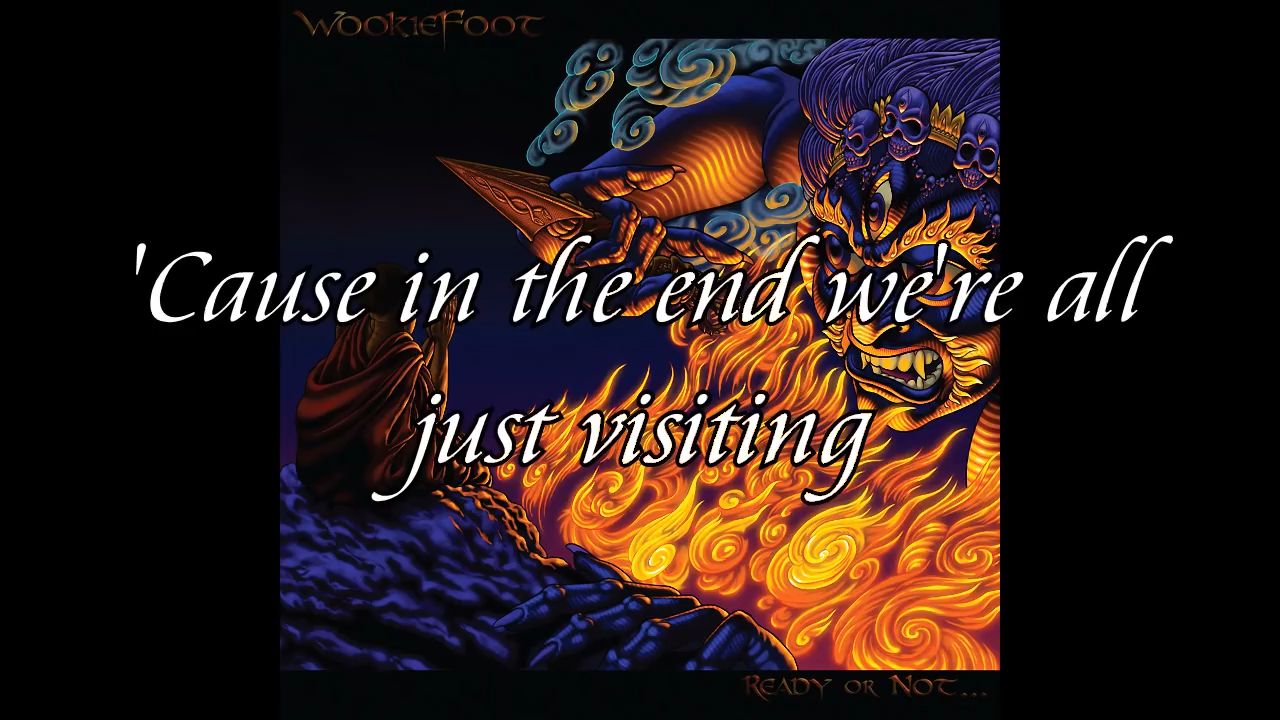 WookieFoot
'Cause in the end we're all
just visiting
Ready or Not...